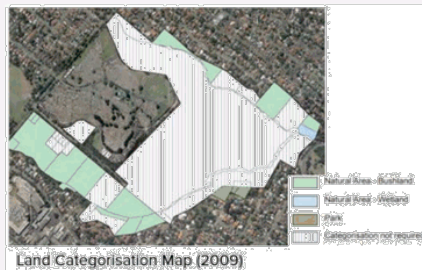 Natural Area - Bushland
Natural Area - Wetland
Park
Categorisation not required
Land Categorisation Map (2009)